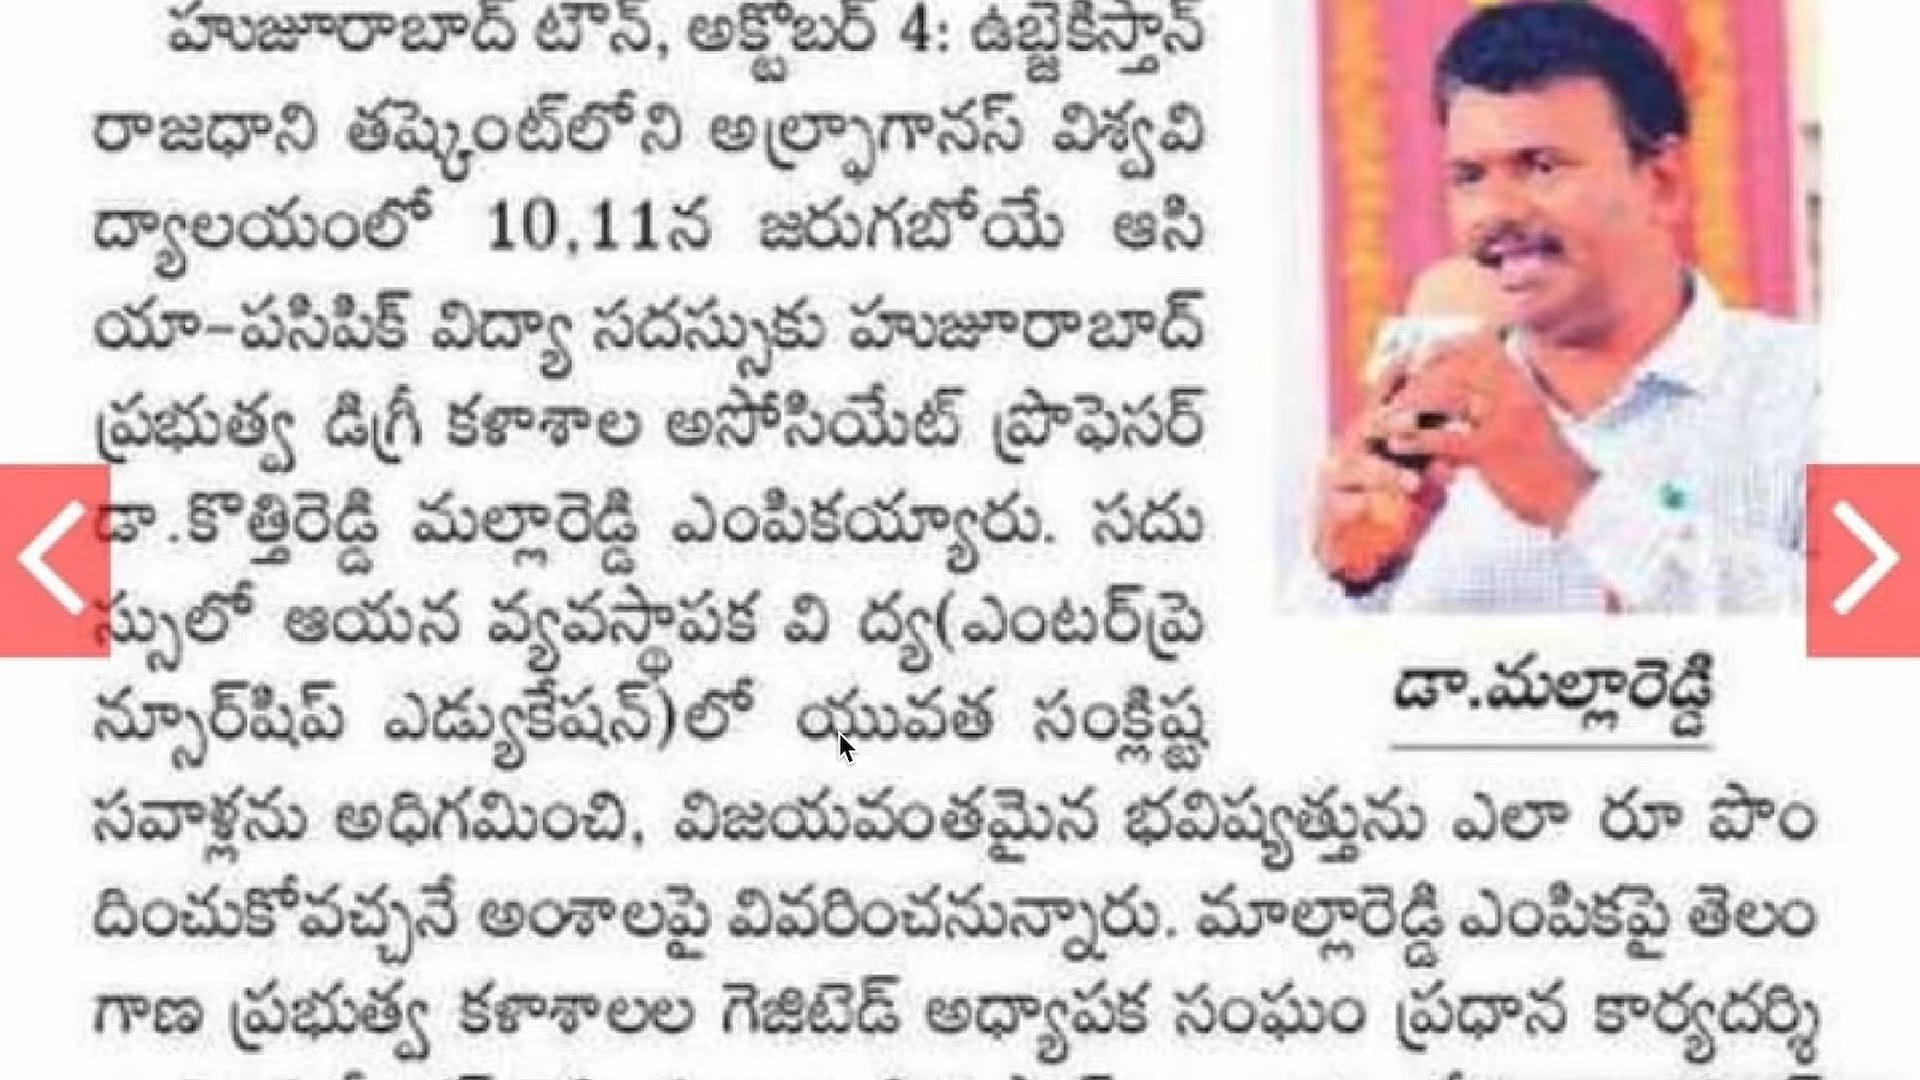 హుజూరాబాద్ టౌన్, అక్టోబర్ 4: ఉబ్జెకిస్తాన్
రాజధాని తష్కెంట్‌లోని అల్ఫ్రాగానస్ విశ్వవి
ద్యాలయంలో 10,11న జరుగబోయే ఆసి
యా-పసిపిక్ విద్యా సదస్సుకు హుజూరాబాద్
ప్రభుత్వ డిగ్రీ కళాశాల అసోసియేట్ ప్రొఫెసర్
డా.కొత్తిరెడ్డి మల్లారెడ్డి ఎంపికయ్యారు. సదు
స్సులో ఆయన వ్యవస్థాపక వి ద్య(ఎంటర్‌ప్రె
న్సూర్‌షిప్ ఎడ్యుకేషన్)లో యువత సంక్లిష్ట
సవాళ్లను అధిగమించి, విజయవంతమైన భవిష్యత్తును ఎలా రూ పొం
దించుకోవచ్చనే అంశాలపై వివరించనున్నారు. మాల్లారెడ్డి ఎంపికపై తెలం
గాణ ప్రభుత్వ కళాశాలల గెజిటెడ్ అధ్యాపక సంఘం ప్రధాన కార్యదర్శి
డా.మల్లారెడ్డి